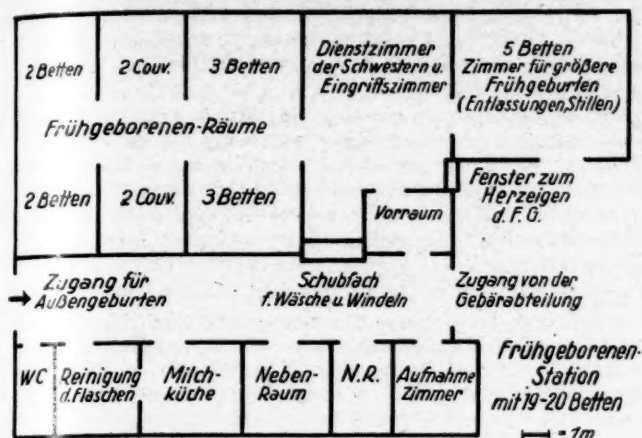 2 Betten
2 Couv.
3 Betten
Dienstzimmer
der Schwestern u.
Eingriffszimmer
5 Betten
Zimmer für größere
Frühgeburten
(Entlassungen, Stillen)
Frühgeborenen-Räume
2 Betten
2 Couv.
3 Betten
Vorraum
Fenster zum
Herzeigen
d. F. G.
Zugang für
Außengeburten
Schubfach
f. Wäsche u. Windeln
Zugang von der
Gebärabteilung
WC
Reinigung
d. Flaschen
Milch-
küche
Neben-
Raum
N.R.
Aufnahme
Zimmer
Frühgeborenen-
Station
mit 19-20 Betten
= 1m